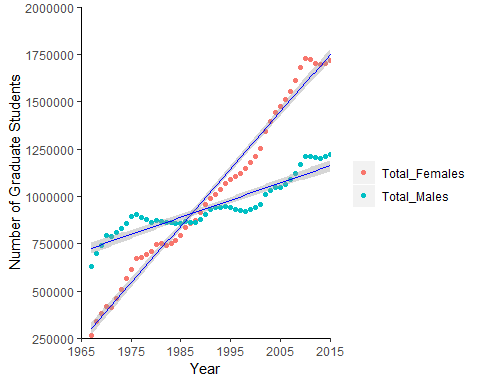 2000000
1750000
1500000
1250000
1000000
750000
500000
250000
Number of Graduate Students
1965 1975 1985 1995 2005 2015
Year
Total_Females
Total_Males